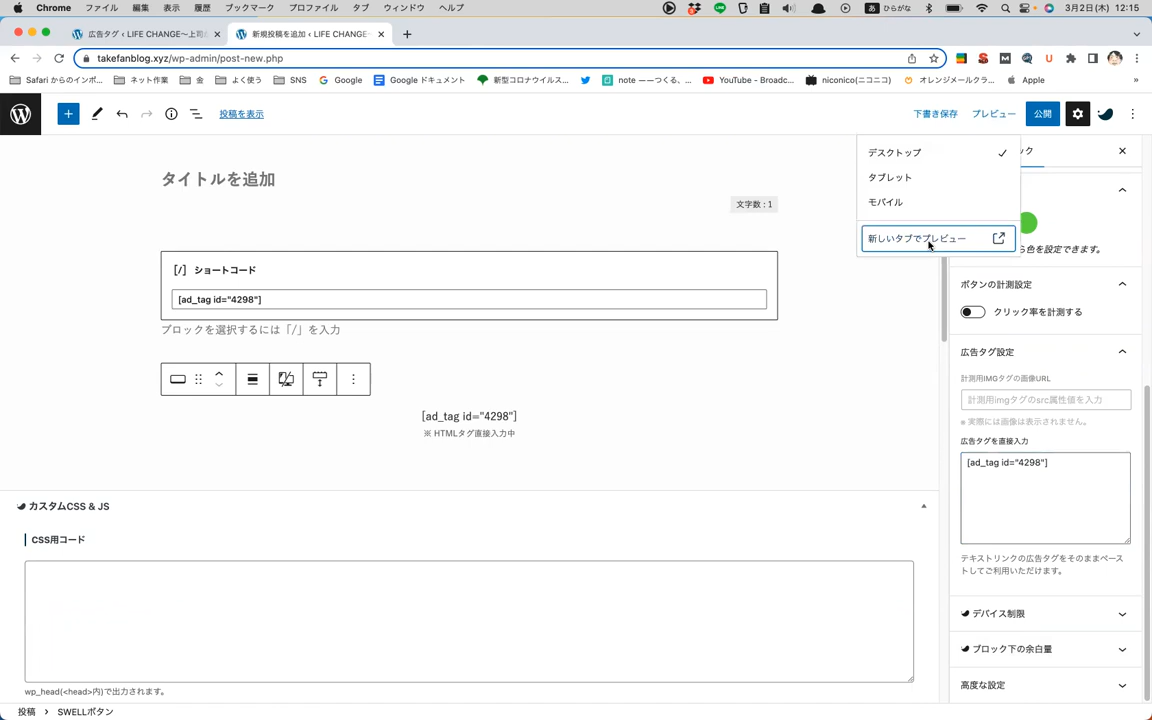 Chrome ファイル 編集 表示 履歴 ブックマーク プロファイル タブ ウィンドウ ヘルプ
あ ひらがな 3月2日(木) 12:15
広告タグ ‹ LIFE CHANGE〜上司の
新規投稿を追加 ‹ LIFE CHANGE〜
takefanblog.xyz/wp-admin/post-new.php
Safari からのインポ... ネット作業 金 よく使う SNS Google Google ドキュメント 新型コロナウイルス... note ——つくる、... YouTube - Broadc... niconico(ニコニコ) オレンジメールクラ... Apple »
投稿を表示
下書き保存 プレビュー 公開
デスクトップ
タブレット
モバイル
新しいタブでプレビュー
ック
ら色を設定できます。
タイトルを追加
文字数 : 1
[/] ショートコード
[ad_tag id="4298"]
ブロックを選択するには「/」を入力
[ad_tag id="4298"]
※ HTMLタグ直接入力中
ボタンの計測設定
クリック率を計測する
広告タグ設定
計測用IMGタグの画像URL
計測用imgタグのsrc属性値を入力
※ 実際には画像は表示されません。
広告タグを直接入力
[ad_tag id="4298"]
テキストリンクの広告タグをそのままペース
トしてご利用いただけます。
デバイス制限
ブロック下の余白量
高度な設定
カスタムCSS & JS
CSS用コード
wp_head(<head>内)で出力されます。
投稿 › SWELLボタン